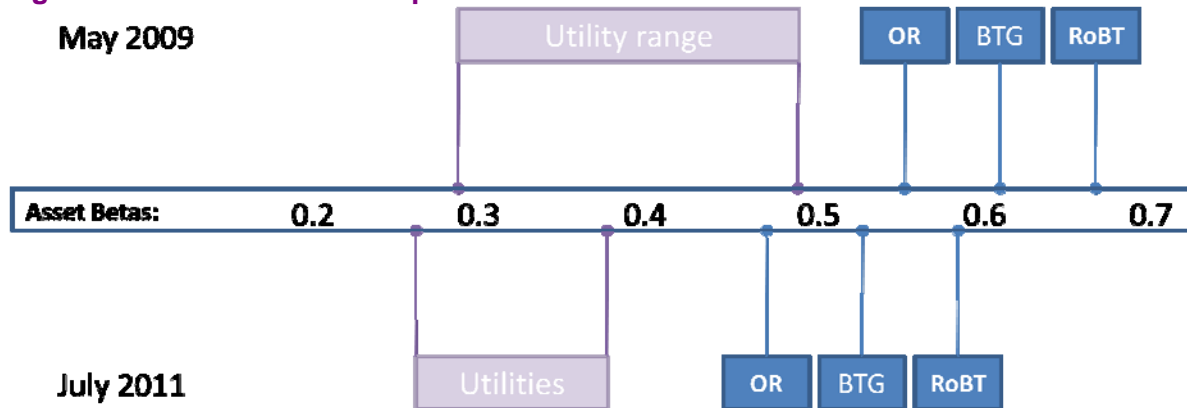 May 2009
Utility range
OR
BTG
RoBT
Asset Betas:
0.2
0.3
0.4
0.5
0.6
0.7
July 2011
Utilities
OR
BTG
RoBT